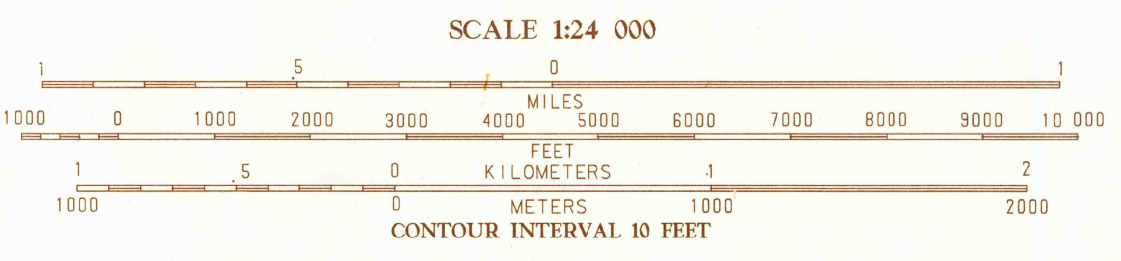 SCALE 1:24 000
1 .5 0 1
MILES
1000 0 1000 2000 3000 4000 5000 6000 7000 8000 9000 10 000
FEET
KILOMETERS
1 .5 0 1 2
1000 0 METERS 1000 2000
CONTOUR INTERVAL 10 FEET